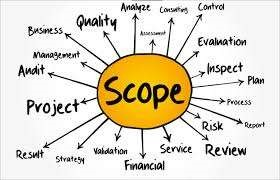 Analyze
Consulting
Control
Quality
Assessment
Business
Evaluation
Management
Audit
Inspect
Plan
Scope
Process
Project
Report
Risk
Result
Strategy
Validation
Service
Review
Financial